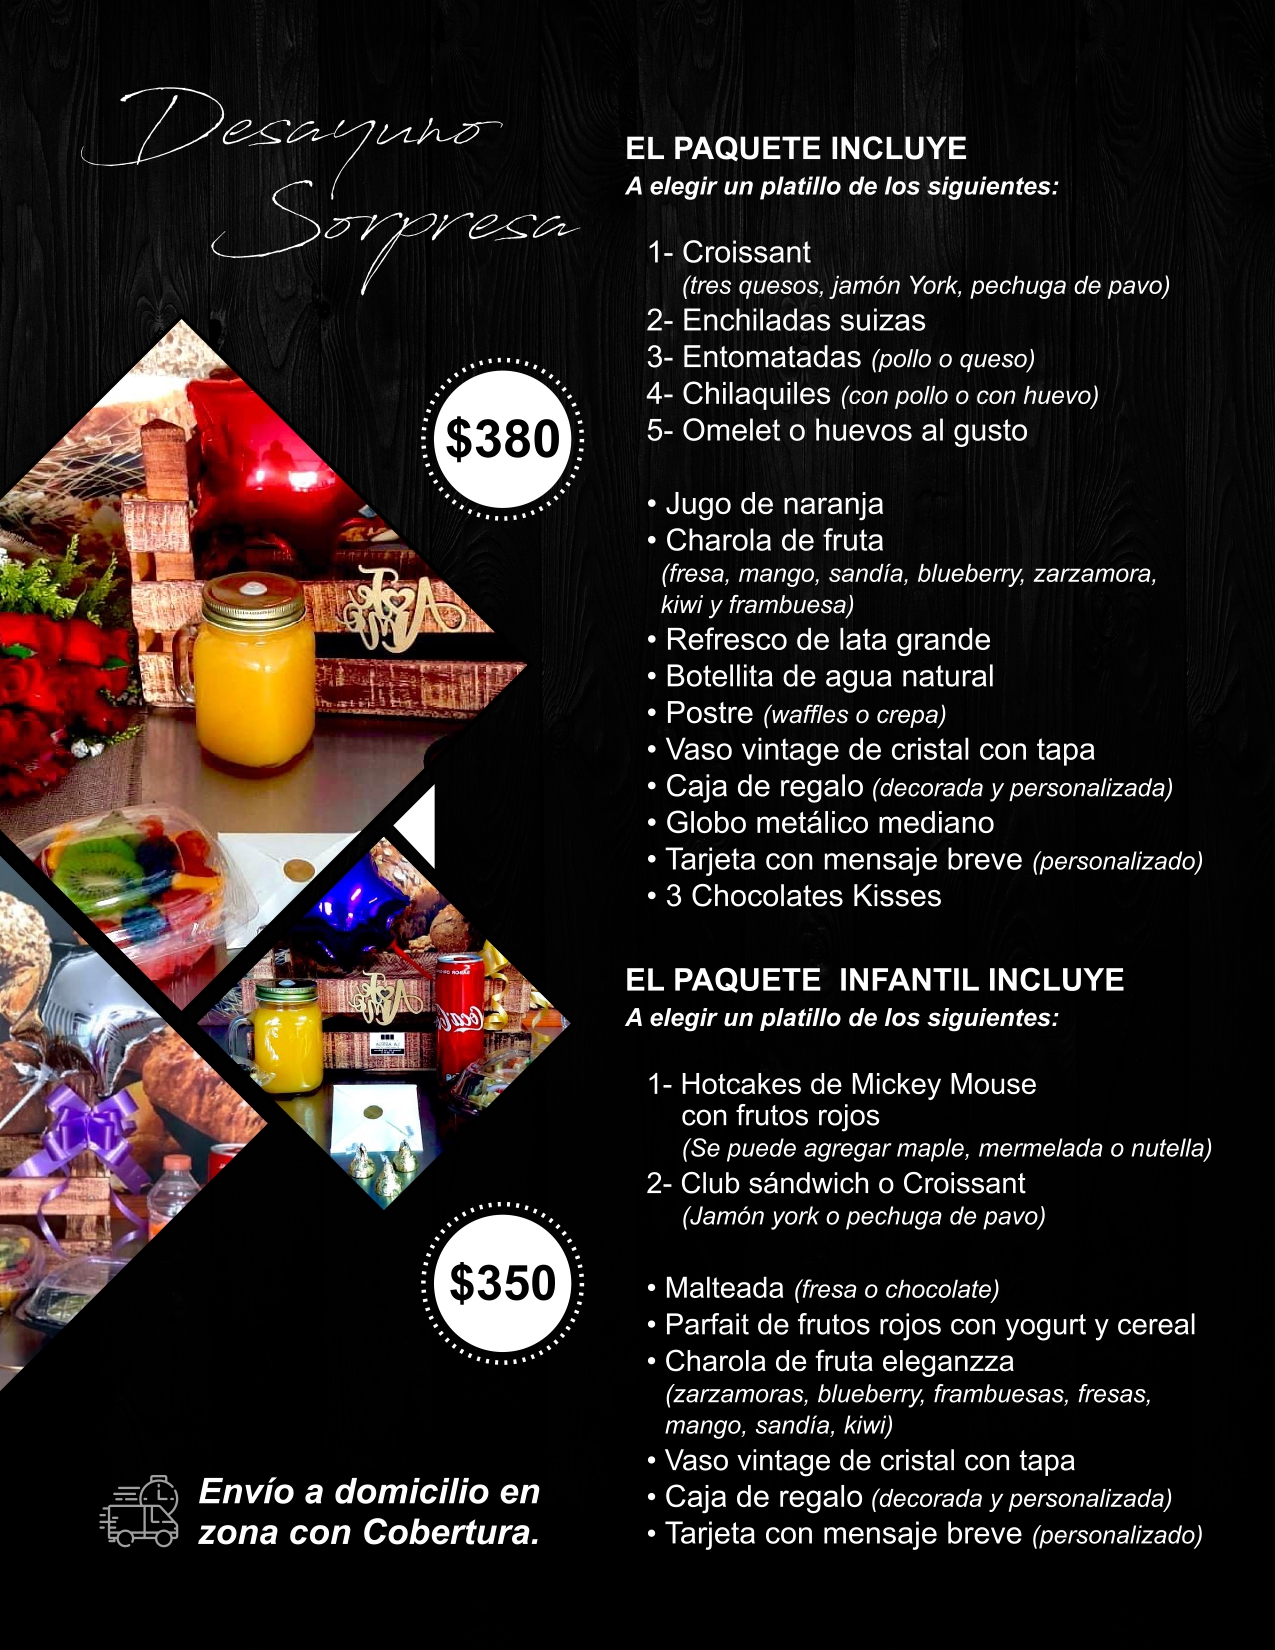 Desayuno
Sorpresa
EL PAQUETE INCLUYE
A elegir un platillo de los siguientes:
1- Croissant
(tres quesos, jamón York, pechuga de pavo)
2- Enchiladas suizas
3- Entomatadas (pollo o queso)
4- Chilaquiles (con pollo o con huevo)
5- Omelet o huevos al gusto
$380
• Jugo de naranja
• Charola de fruta
(fresa, mango, sandía, blueberry, zarzamora,
kiwi y frambuesa)
• Refresco de lata grande
• Botellita de agua natural
• Postre (waffles o crepa)
• Vaso vintage de cristal con tapa
• Caja de regalo (decorada y personalizada)
• Globo metálico mediano
• Tarjeta con mensaje breve (personalizado)
• 3 Chocolates Kisses
EL PAQUETE  INFANTIL INCLUYE
A elegir un platillo de los siguientes:
1- Hotcakes de Mickey Mouse
con frutos rojos
(Se puede agregar maple, mermelada o nutella)
2- Club sándwich o Croissant
(Jamón york o pechuga de pavo)
$350
• Malteada (fresa o chocolate)
• Parfait de frutos rojos con yogurt y cereal
• Charola de fruta eleganzza
(zarzamoras, blueberry, frambuesas, fresas,
mango, sandía, kiwi)
• Vaso vintage de cristal con tapa
• Caja de regalo (decorada y personalizada)
• Tarjeta con mensaje breve (personalizado)
Envío a domicilio en
zona con Cobertura.